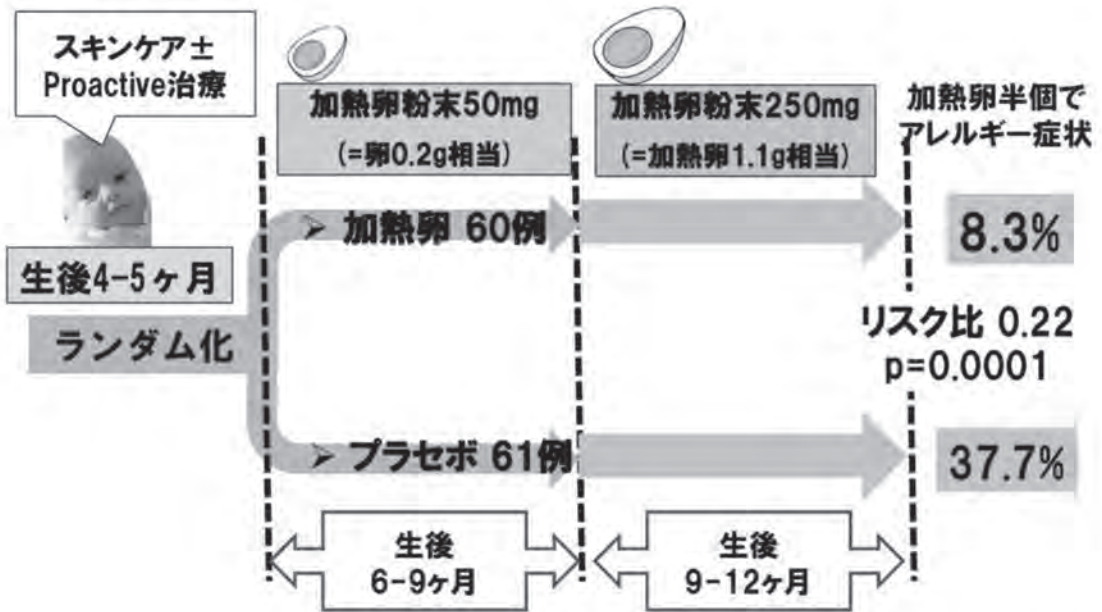 スキンケア±
Proactive治療
生後4-5ヶ月
ランダム化
加熱卵粉末50mg
(=卵0.2g相当)
加熱卵粉末250mg
(=加熱卵1.1g相当)
加熱卵半個で
アレルギー症状
➢ 加熱卵 60例
8.3%
リスク比 0.22
p=0.0001
➢ プラセボ 61例
37.7%
生後
6-9ヶ月
生後
9-12ヶ月